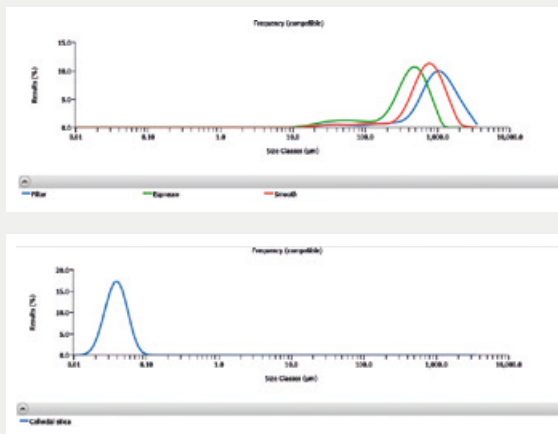 Frequency (compatible)
15.0
10.0
5.0
0.0
Results (%)
0.01 0.10 1.0 10.0 100.0 1,000.0 10,000.0
Size Classes (µm)
Filter Espresso Smooth
Frequency (compatible)
20.0
15.0
10.0
5.0
0.0
Results (%)
0.01 0.10 1.0 10.0 100.0 1,000.0 10,000.0
Size Classes (µm)
Colloidal silica